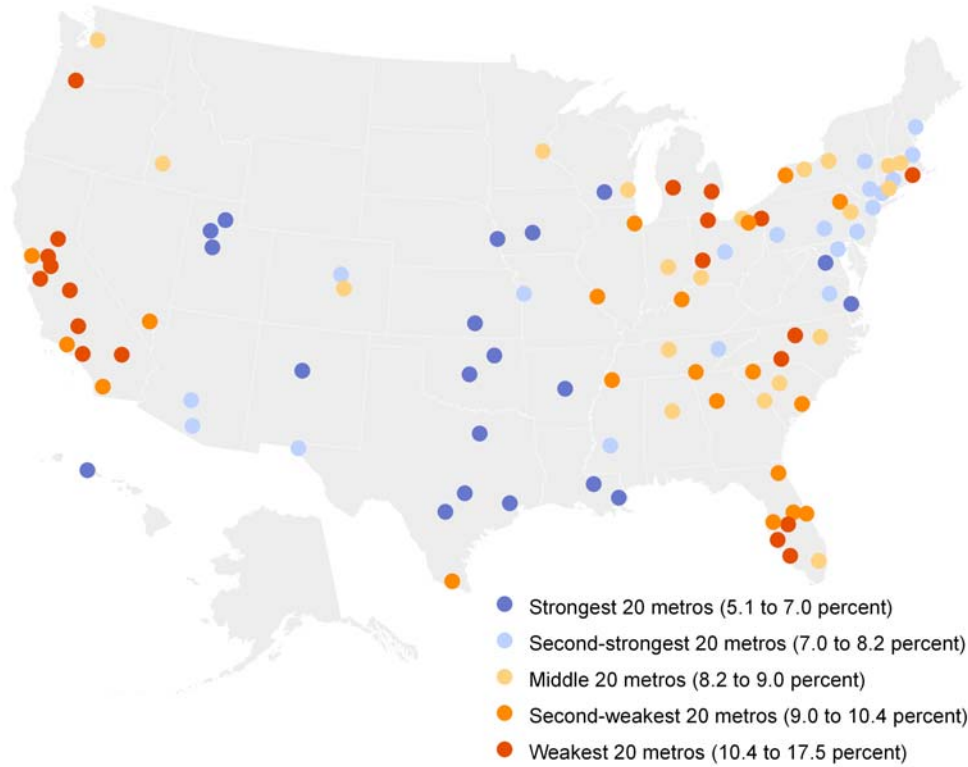 Strongest 20 metros (5.1 to 7.0 percent)
Second-strongest 20 metros (7.0 to 8.2 percent)
Middle 20 metros (8.2 to 9.0 percent)
Second-weakest 20 metros (9.0 to 10.4 percent)
Weakest 20 metros (10.4 to 17.5 percent)